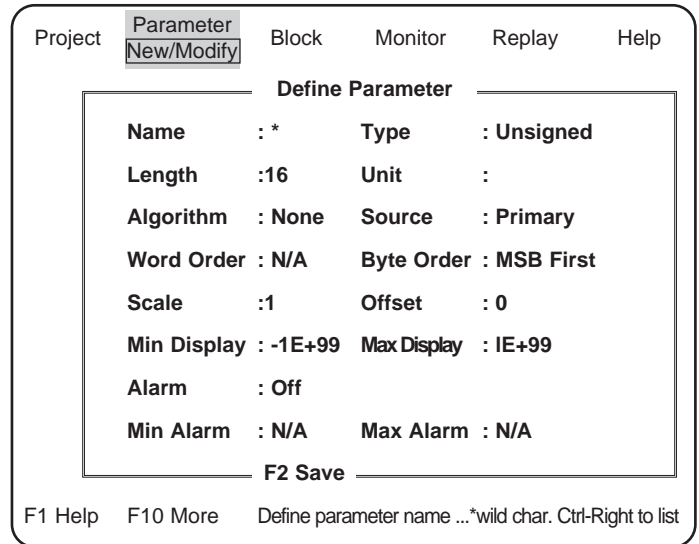 Project Parameter Block Monitor Replay Help
New/Modify
Define Parameter
Name : * Type : Unsigned
Length :16 Unit :
Algorithm : None Source : Primary
Word Order : N/A Byte Order : MSB First
Scale :1 Offset : 0
Min Display : -1E+99 Max Display : IE+99
Alarm : Off
Min Alarm : N/A Max Alarm : N/A
F2 Save
F1 Help F10 More Define parameter name ...*wild char. Ctrl-Right to list